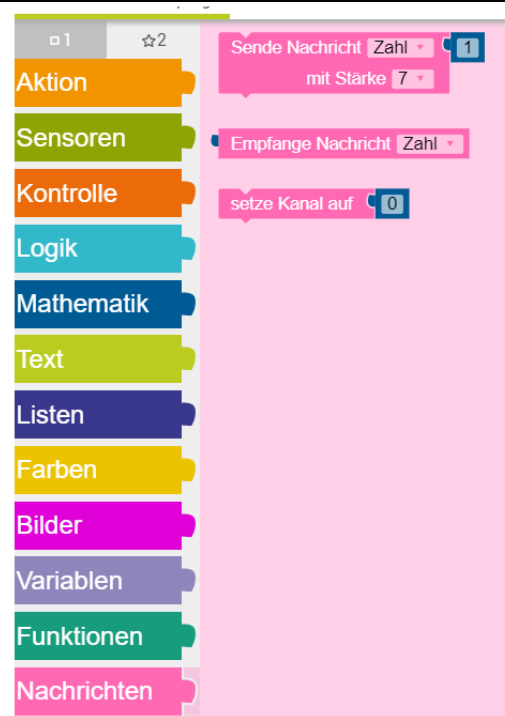 1
2
Aktion
Sensoren
Kontrolle
Logik
Mathematik
Text
Listen
Farben
Bilder
Variablen
Funktionen
Nachrichten
Sende Nachricht Zahl 1
mit Stärke 7
Empfange Nachricht Zahl
setze Kanal auf 0